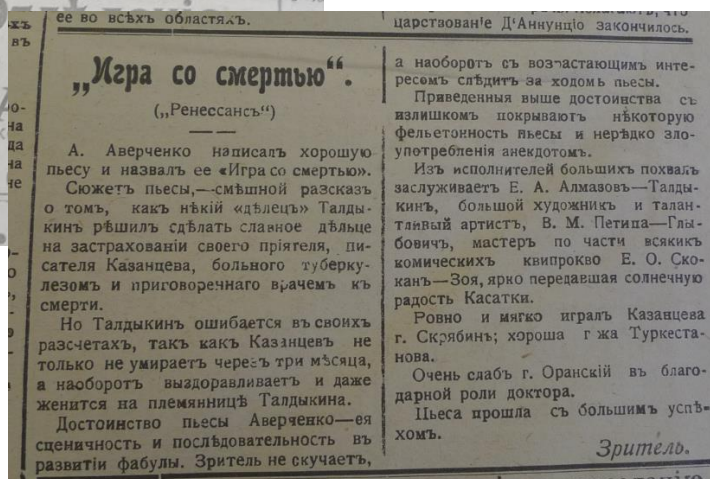 ее во всѣхъ областяхъ.
„Игра со смертью“.
(„Ренессансъ“)
А. Аверченко написалъ хорошую
пьесу и назвалъ ее «Игра со смертью».
Сюжетъ пьесы,—смѣшной разсказъ
о томъ, какъ нѣкій «дѣлецъ» Талды-
кинъ рѣшилъ сдѣлать славное дѣльце
на застрахованіи своего пріятеля, пи-
сателя Казанцева, больного туберку-
лезомъ и приговореннаго врачемъ къ
смерти.
Но Талдыкинъ ошибается въ своихъ
разсчетахъ, такъ какъ Казанцевъ не
только не умираетъ черезъ три мѣсяца,
а наоборотъ выздоравливаетъ и даже
женится на племянницѣ Талдыкина.
Достоинство пьесы Аверченко—ея
сценичность и послѣдовательность въ
развитіи фабулы. Зритель не скучаетъ,
царствованіе Д'Аннунціо закончилось.
а наоборотъ съ возрастающимъ инте-
ресомъ слѣдитъ за ходомъ пьесы.
Приведенныя выше достоинства съ
излишкомъ покрываютъ нѣкоторую
фельетонность пьесы и нерѣдко зло-
употребленія анекдотомъ.
Изъ исполнителей большихъ похвалъ
заслуживаетъ Е. А. Алмазовъ—Талды-
кинъ, большой художникъ и талан-
тливый артистъ, В. М. Петипа—Глы-
бовичъ, мастеръ по части всякикъ
комическихъ квипрокво Е. О. Ско-
канъ—Зоя, ярко передавшая солнечную
радость Касатки.
Ровно и мягко игралъ Казанцева
г. Скрябинъ; хороша г жа Туркеста-
нова.
Очень слабъ г. Оранскій въ благо-
дарной роли доктора.
Пьеса прошла съ большимъ успѣ-
хомъ.
Зритель.